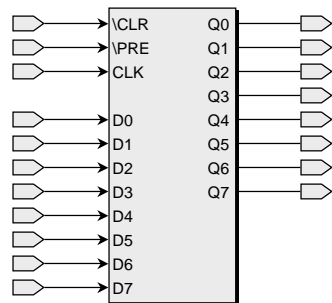 \CLR Q0
\PRE Q1
CLK Q2
Q3
D0 Q4
D1 Q5
D2 Q6
D3 Q7
D4
D5
D6
D7